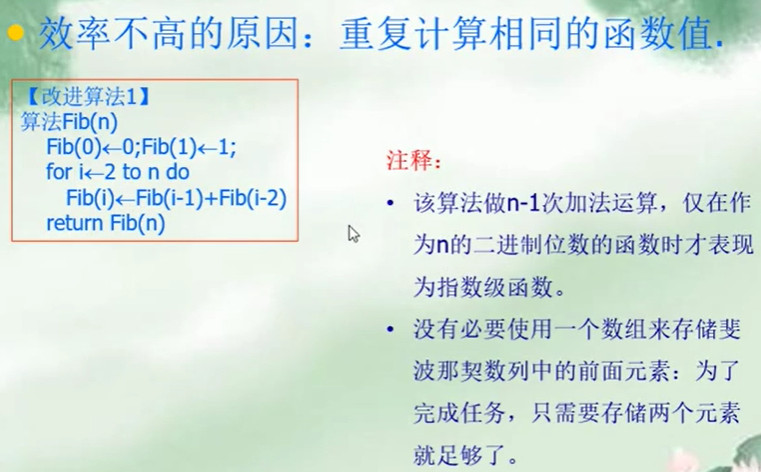 效率不高的原因：重复计算相同的函数值.
【改进算法1】
算法Fib(n)
Fib(0)←0;Fib(1)←1;
for i←2 to n do
Fib(i)←Fib(i-1)+Fib(i-2)
return Fib(n)
注释：
• 该算法做n-1次加法运算，仅在作
为n的二进制位数的函数时才表现
为指数级函数。
• 没有必要使用一个数组来存储斐
波那契数列中的前面元素：为了
完成任务，只需要存储两个元素
就足够了。